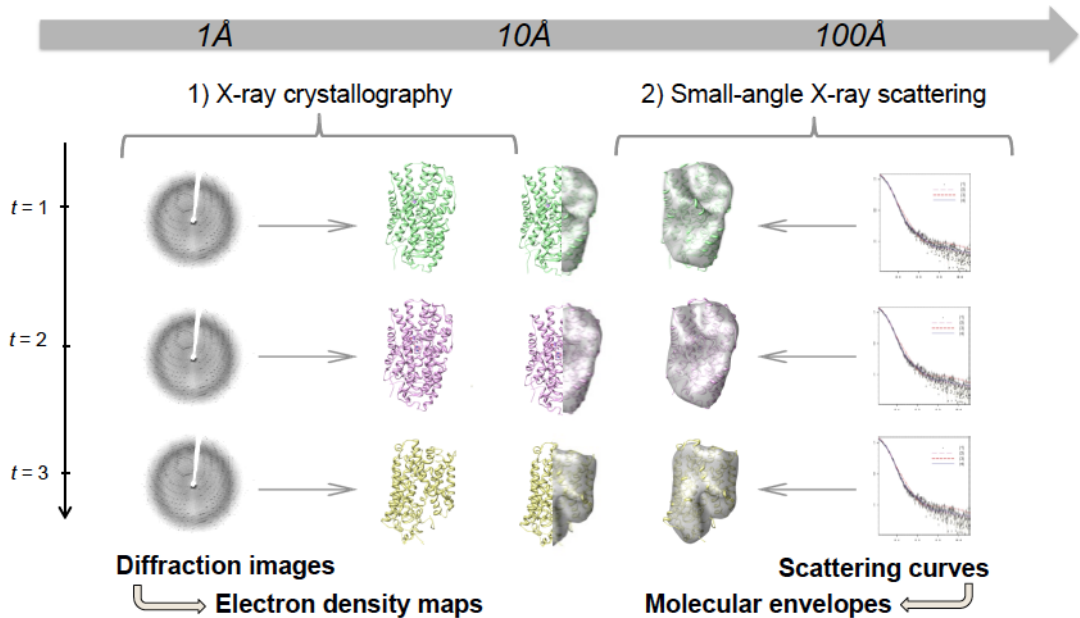 1Å 10Å 100Å
1) X-ray crystallography 2) Small-angle X-ray scattering
t = 1
t = 2
t = 3
Diffraction images Scattering curves
Electron density maps Molecular envelopes